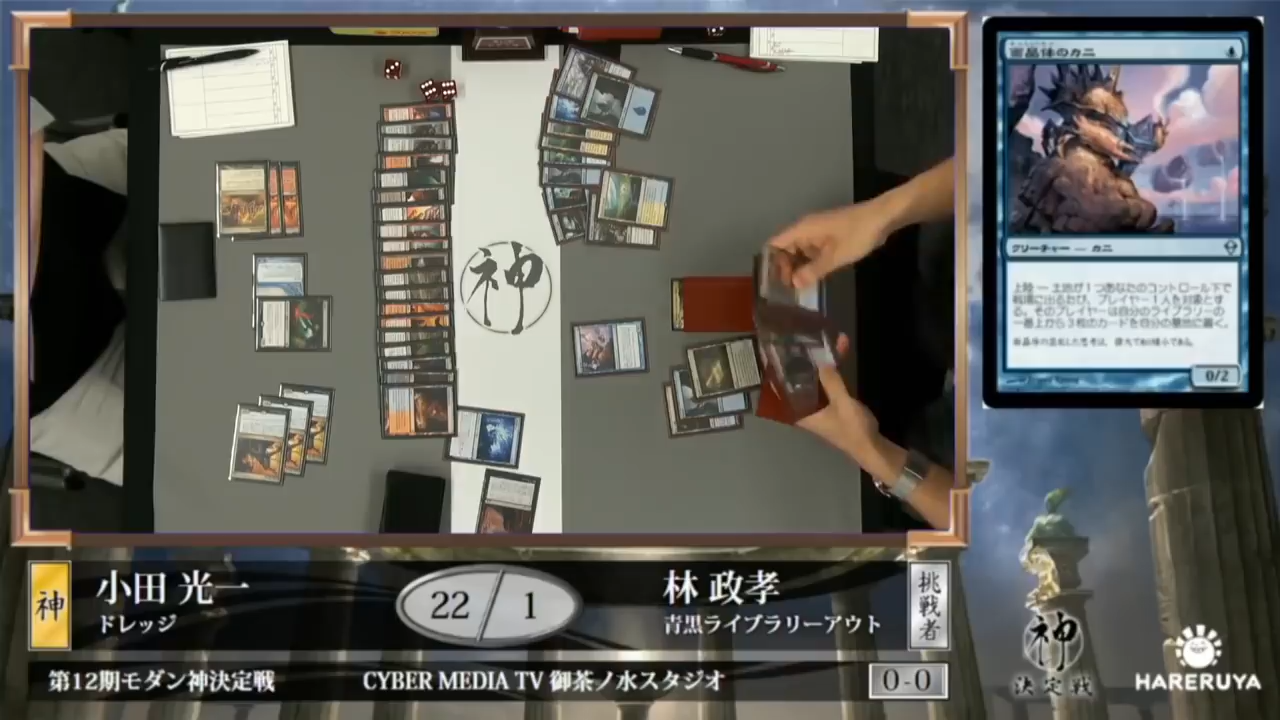 面晶体のカニ
クリーチャー — カニ
上陸 — 土地が1つあなたのコントロール下で
戦場に出るたび、プレイヤー1人を対象とす
る。そのプレイヤーは自分のライブラリーの
一番上から3枚のカードを自分の墓地に置く。
0/2
神
神
小田 光一
ドレッジ
22 / 1
林 政孝
青黒ライブラリーアウト
挑戦者
第12期モダン神決定戦
CYBER MEDIA TV 御茶ノ水スタジオ
0-0
神
決定戦
HARERUYA